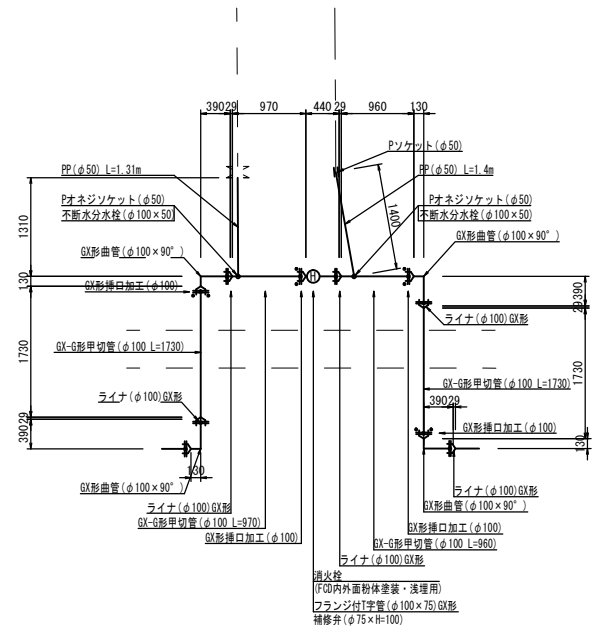 39029
970
440
29
960
130
Pソケット(φ50)
PP(φ50) L=1.31m
PP(φ50) L=1.4m
Pオネジソケット(φ50)
不断水分水栓(φ100×50)
Pオネジソケット(φ50)
不断水分水栓(φ100×50)
1400
1310
GX形曲管(φ100×90°)
GX形曲管(φ100×90°)
130
GX形挿口加工(φ100)
H
29390
ライナ(φ100)GX形
1730
GX-G形甲切管(φ100 L=1730)
1730
GX-G形甲切管(φ100 L=1730)
ライナ(φ100)GX形
39029
39029
GX形挿口加工(φ100)
130
130
GX形曲管(φ100×90°)
ライナ(φ100)GX形
GX形曲管(φ100×90°)
ライナ(φ100)GX形
GX-G形甲切管(φ100 L=970)
GX形挿口加工(φ100)
GX形挿口加工(φ100)
GX-G形甲切管(φ100 L=960)
ライナ(φ100)GX形
消火栓
(FCD内外面粉体塗装・浅埋用)
フランジ付T字管(φ100×75)GX形
補修弁(φ75×H=100)